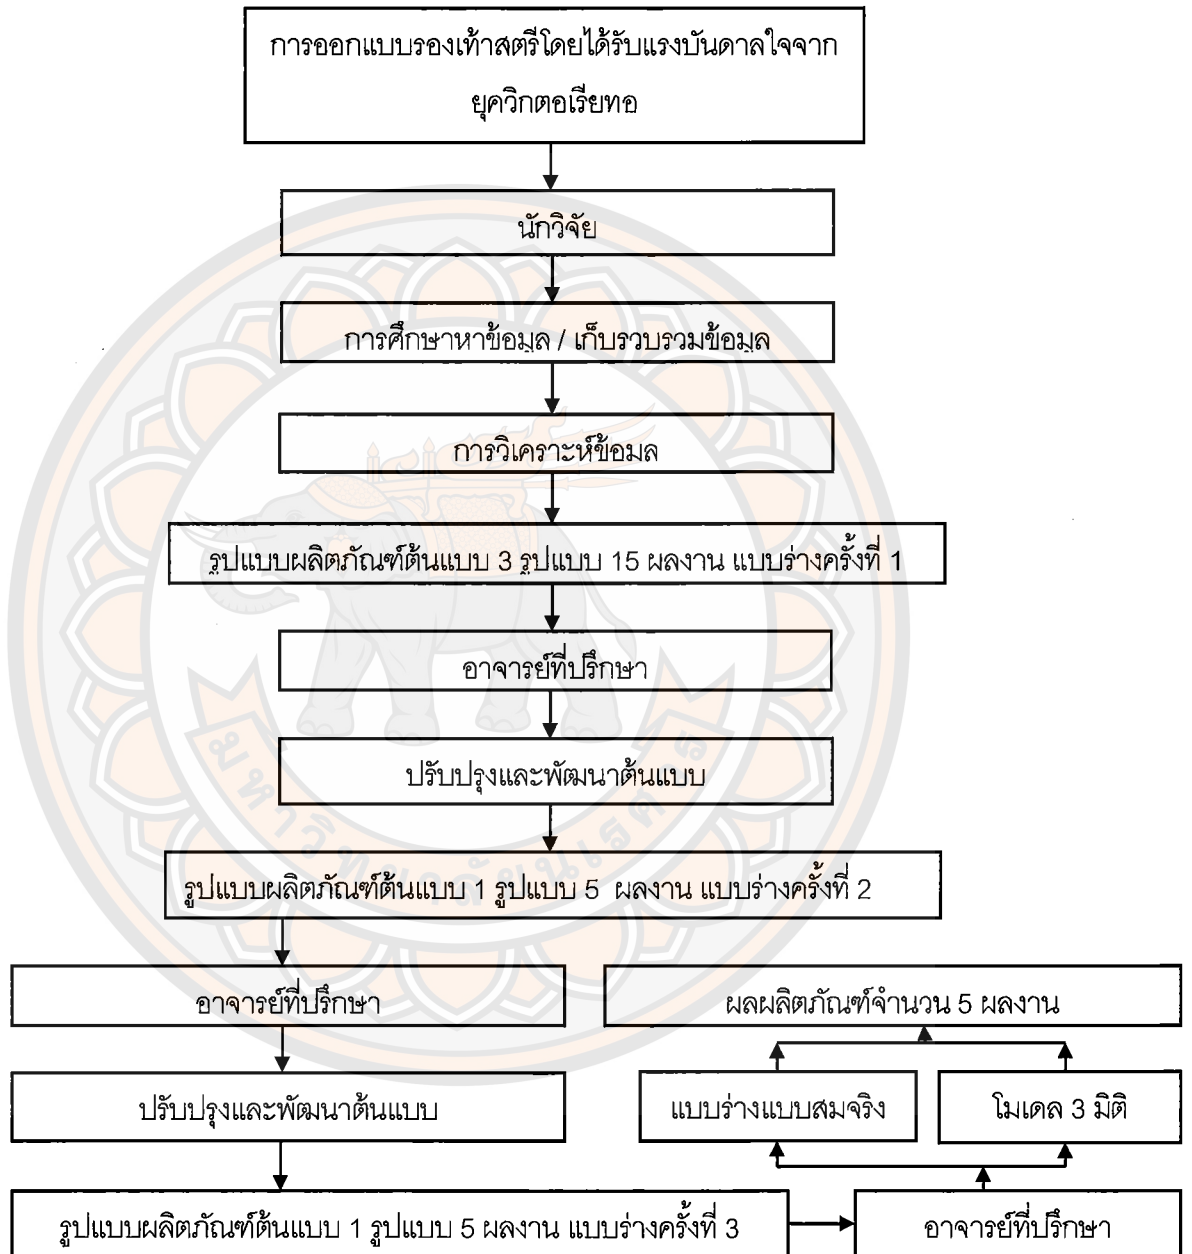 การออกแบบรองเท้าสตรีโดยได้รับแรงบันดาลใจจาก
ยุควิกตอเรียทอ
นักวิจัย
การศึกษาหาข้อมูล / เก็บรวบรวมข้อมูล
การวิเคราะห์ข้อมล
รูปแบบผลิตภัณฑ์ต้นแบบ 3 รูปแบบ 15 ผลงาน แบบร่างครั้งที่ 1
อาจารย์ที่ปรึกษา
ปรับปรุงและพัฒนาต้นแบบ
มหาวิทยาลัยนเรศวร
รูปแบบผลิตภัณฑ์ต้นแบบ 1 รูปแบบ 5 ผลงาน แบบร่างครั้งที่ 2
อาจารย์ที่ปรึกษา
ปรับปรุงและพัฒนาต้นแบบ
รูปแบบผลิตภัณฑ์ต้นแบบ 1 รูปแบบ 5 ผลงาน แบบร่างครั้งที่ 3
อาจารย์ที่ปรึกษา
แบบร่างแบบสมจริง
โมเดล 3 มิติ
ผลผลิตภัณฑ์จำนวน 5 ผลงาน